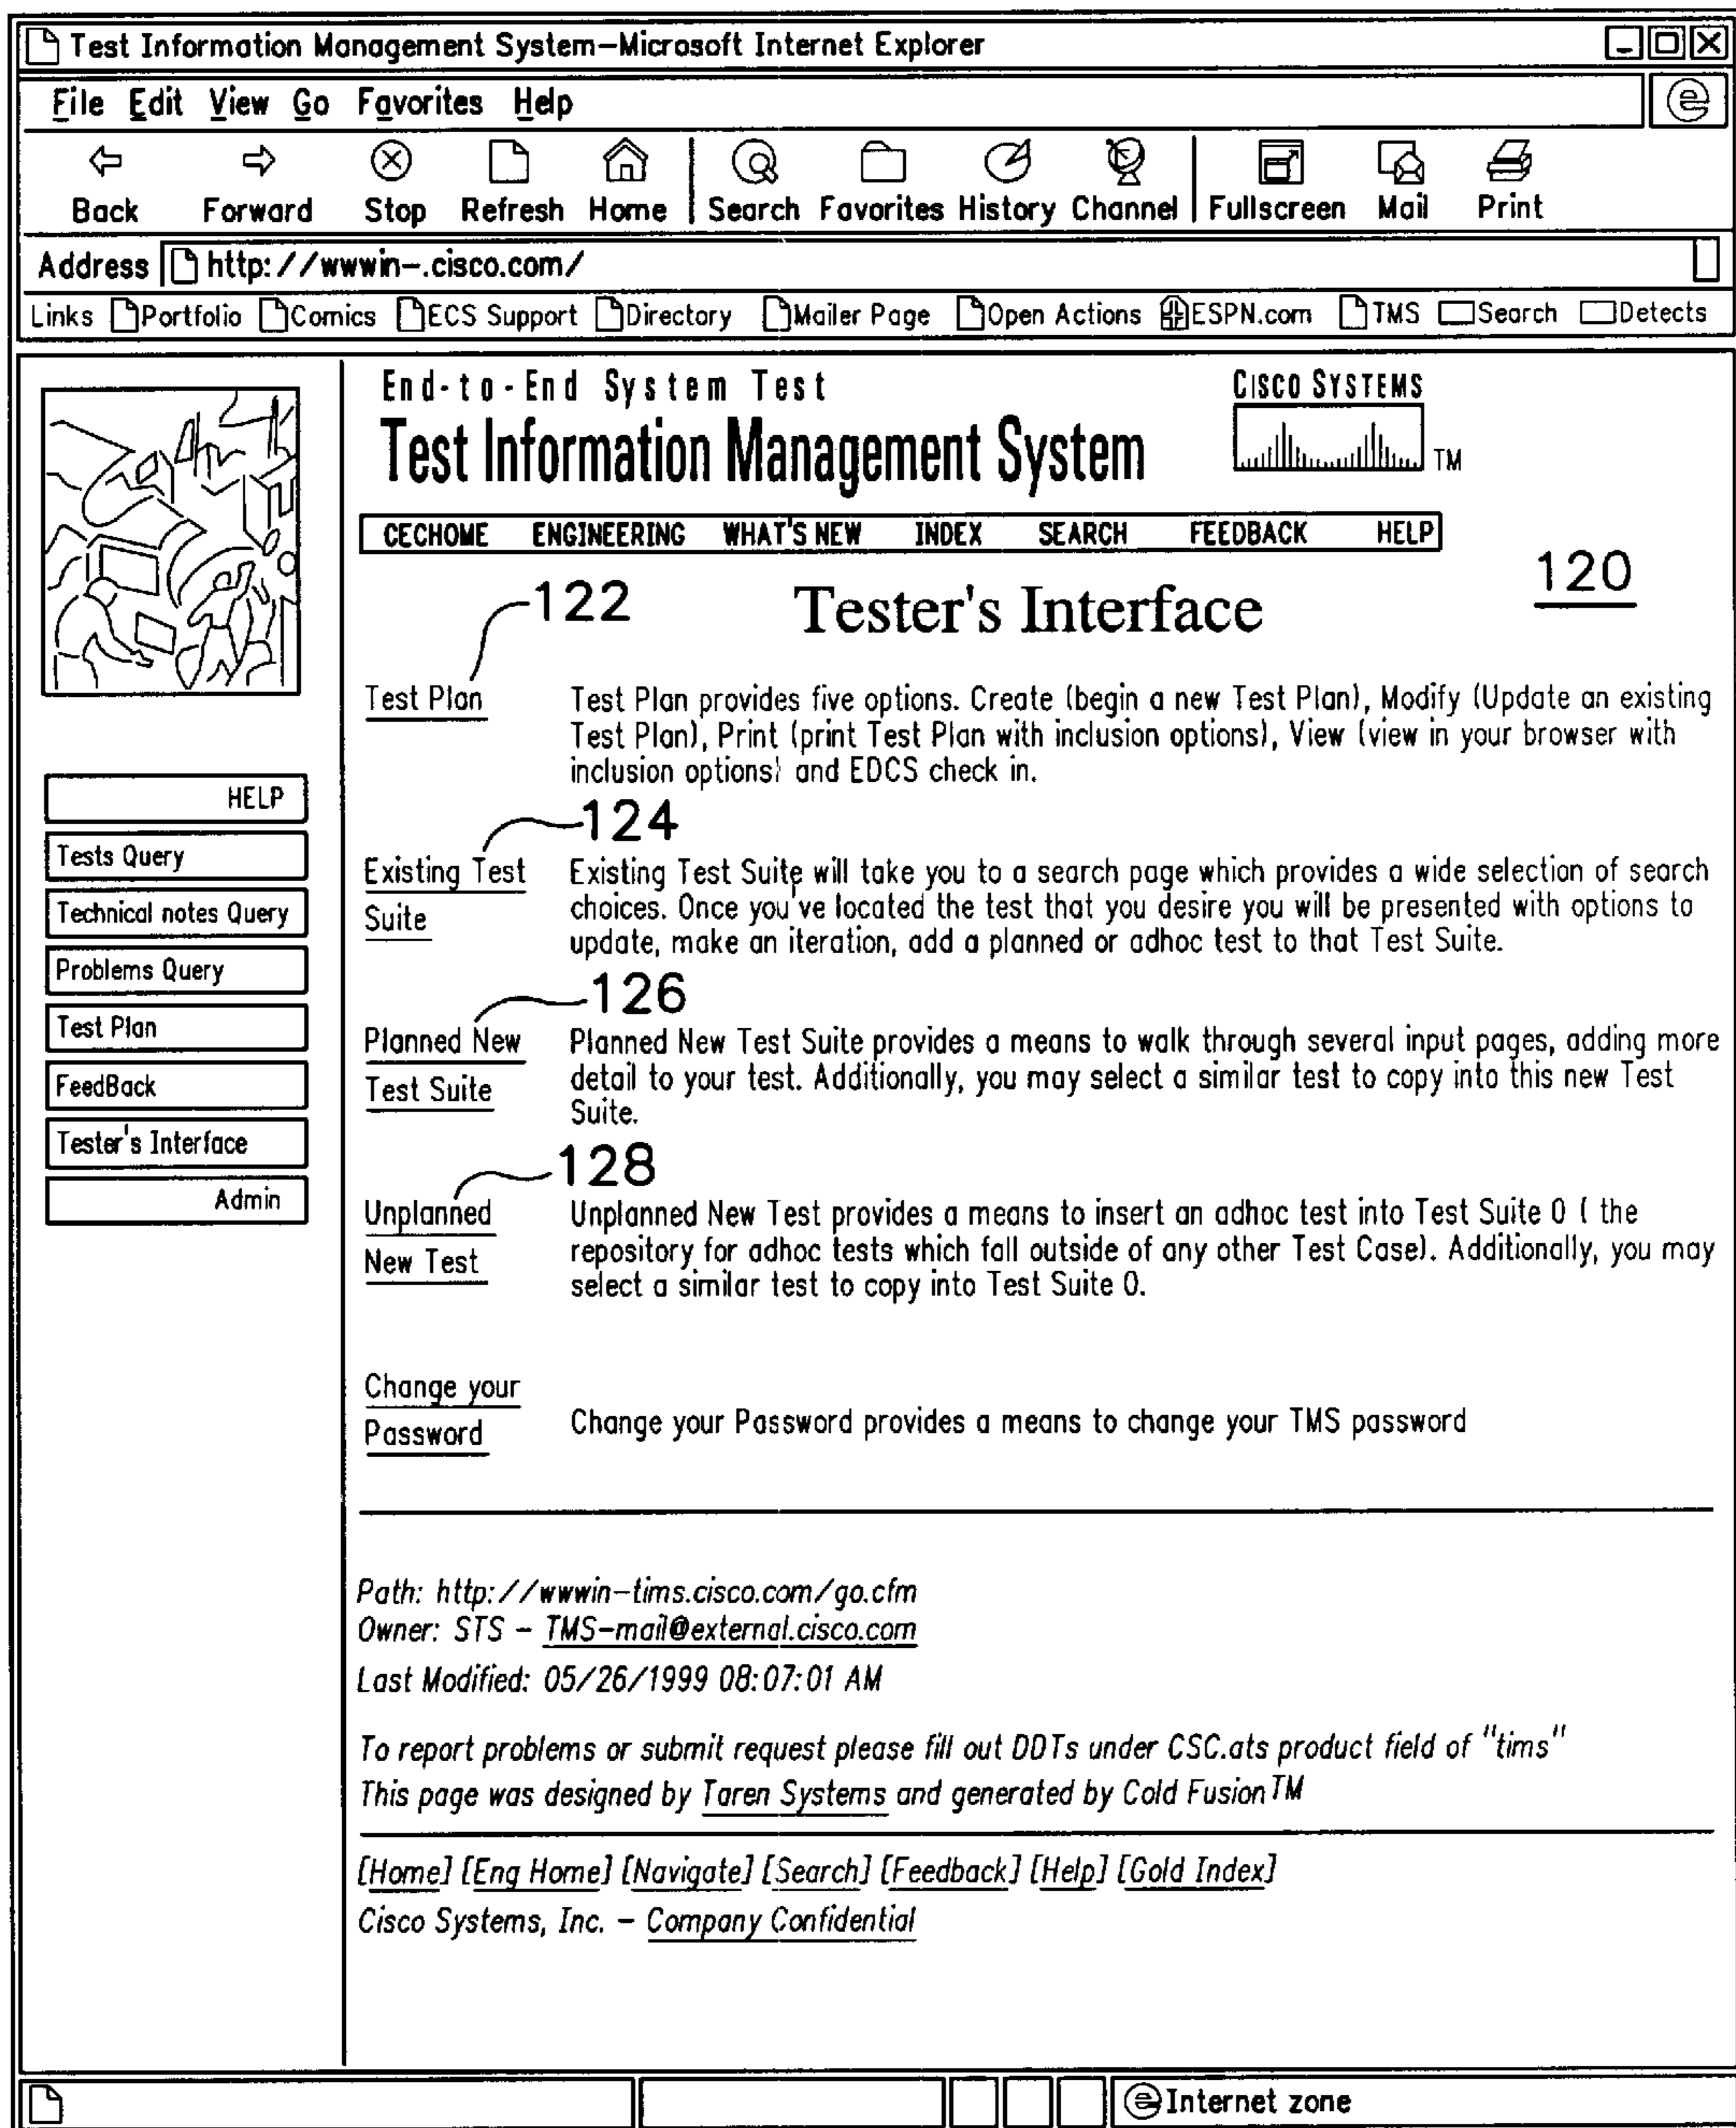 Test Information Management System-Microsoft Internet Explorer
File Edit View Go Favorites Help
Back Forward Stop Refresh Home Search Favorites History Channel Fullscreen Mail Print
Address http://wwwin-.cisco.com/
Links Portfolio Comics ECS Support Directory Mailer Page Open Actions ESPN.com TMS Search Detects
End-to-End System Test
CISCO SYSTEMS
Test Information Management System
TM
CECHOME ENGINEERING WHAT'S NEW INDEX SEARCH FEEDBACK HELP
122
Tester's Interface
120
HELP
Tests Query
Technical notes Query
Problems Query
Test Plan
FeedBack
Tester's Interface
Admin
Test Plan
Test Plan provides five options. Create (begin a new Test Plan), Modify (Update an existing
Test Plan), Print (print Test Plan with inclusion options), View (view in your browser with
inclusion options) and EDCS check in.
124
Existing Test
Suite
Existing Test Suite will take you to a search page which provides a wide selection of search
choices. Once you've located the test that you desire you will be presented with options to
update, make an iteration, add a planned or adhoc test to that Test Suite.
126
Planned New
Test Suite
Planned New Test Suite provides a means to walk through several input pages, adding more
detail to your test. Additionally, you may select a similar test to copy into this new Test
Suite.
128
Unplanned
New Test
Unplanned New Test provides a means to insert an adhoc test into Test Suite 0 ( the
repository for adhoc tests which fall outside of any other Test Case). Additionally, you may
select a similar test to copy into Test Suite 0.
Change your
Password
Change your Password provides a means to change your TMS password
Path: http://wwwin-tims.cisco.com/go.cfm
Owner: STS - TMS-mail@external.cisco.com
Last Modified: 05/26/1999 08:07:01 AM
To report problems or submit request please fill out DDTs under CSC.ats product field of "tims"
This page was designed by Taren Systems and generated by Cold Fusion TM
[Home] [Eng Home] [Navigate] [Search] [Feedback] [Help] [Gold Index]
Cisco Systems, Inc. - Company Confidential
Internet zone